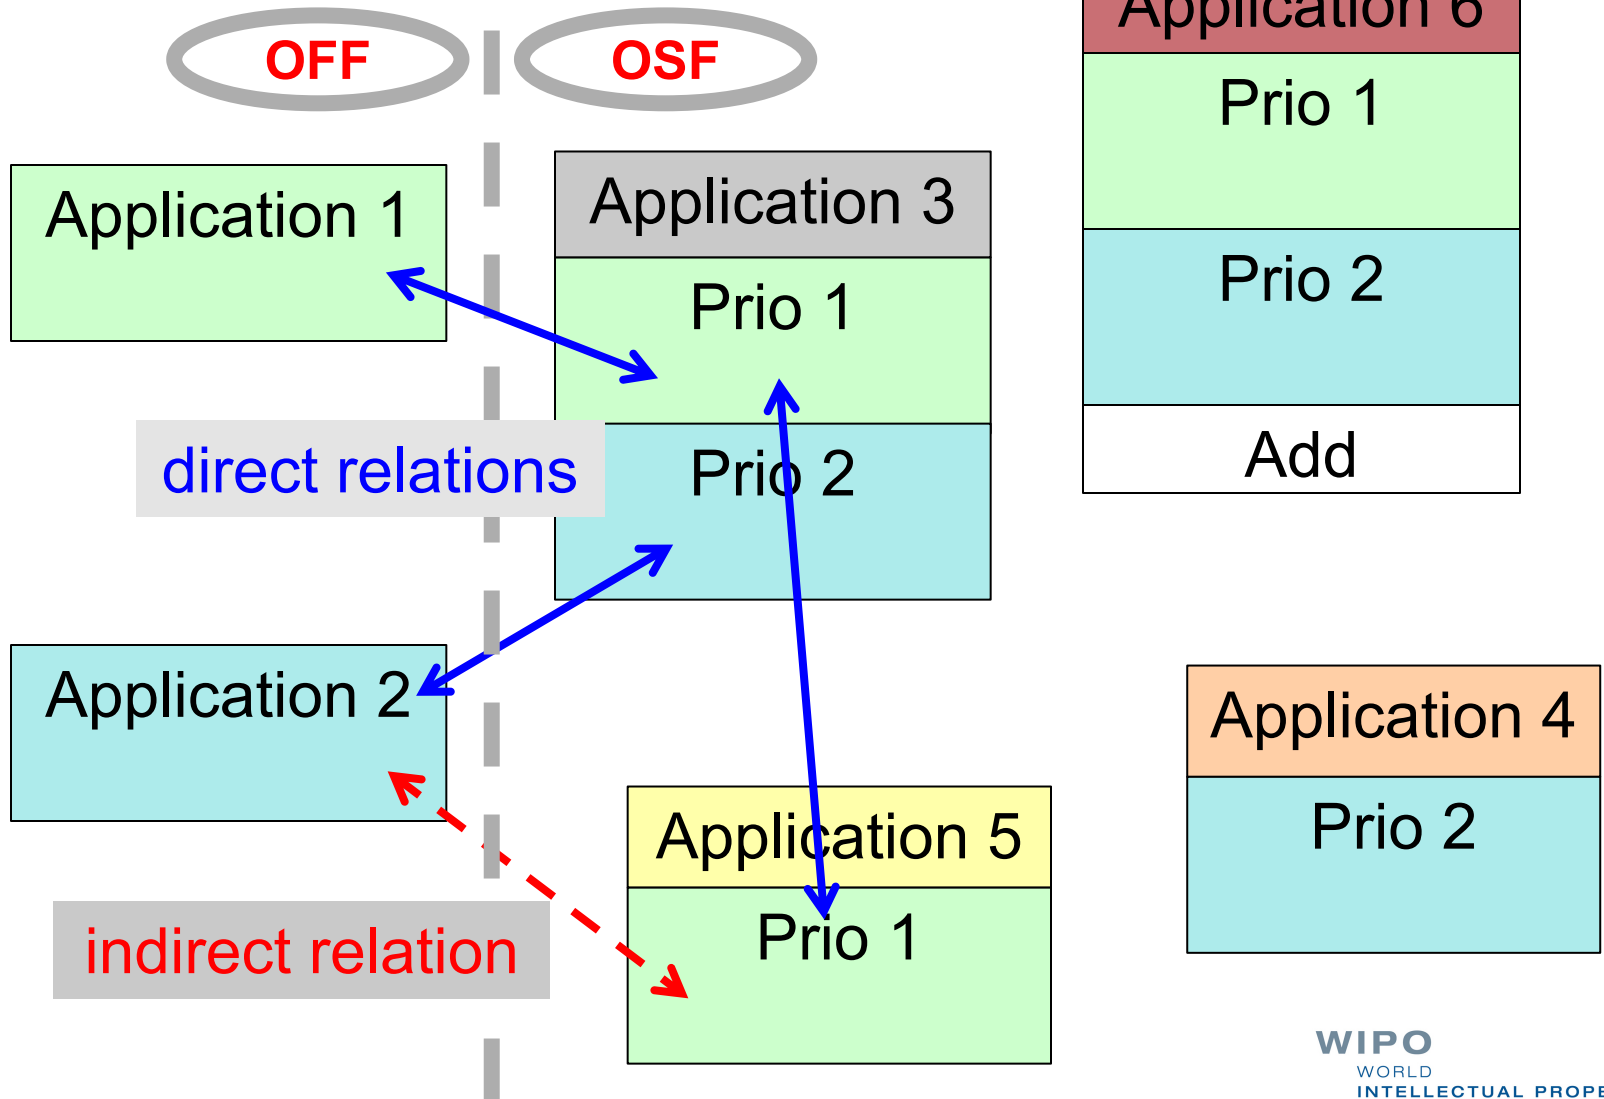 OFF
OSF
Application 6
Prio 1
Prio 2
Add
Application 1
Application 3
Prio 1
Prio 2
direct relations
Application 2
Application 4
Prio 2
Application 5
Prio 1
indirect relation
WIPO
WORLD
INTELLECTUAL PROPE